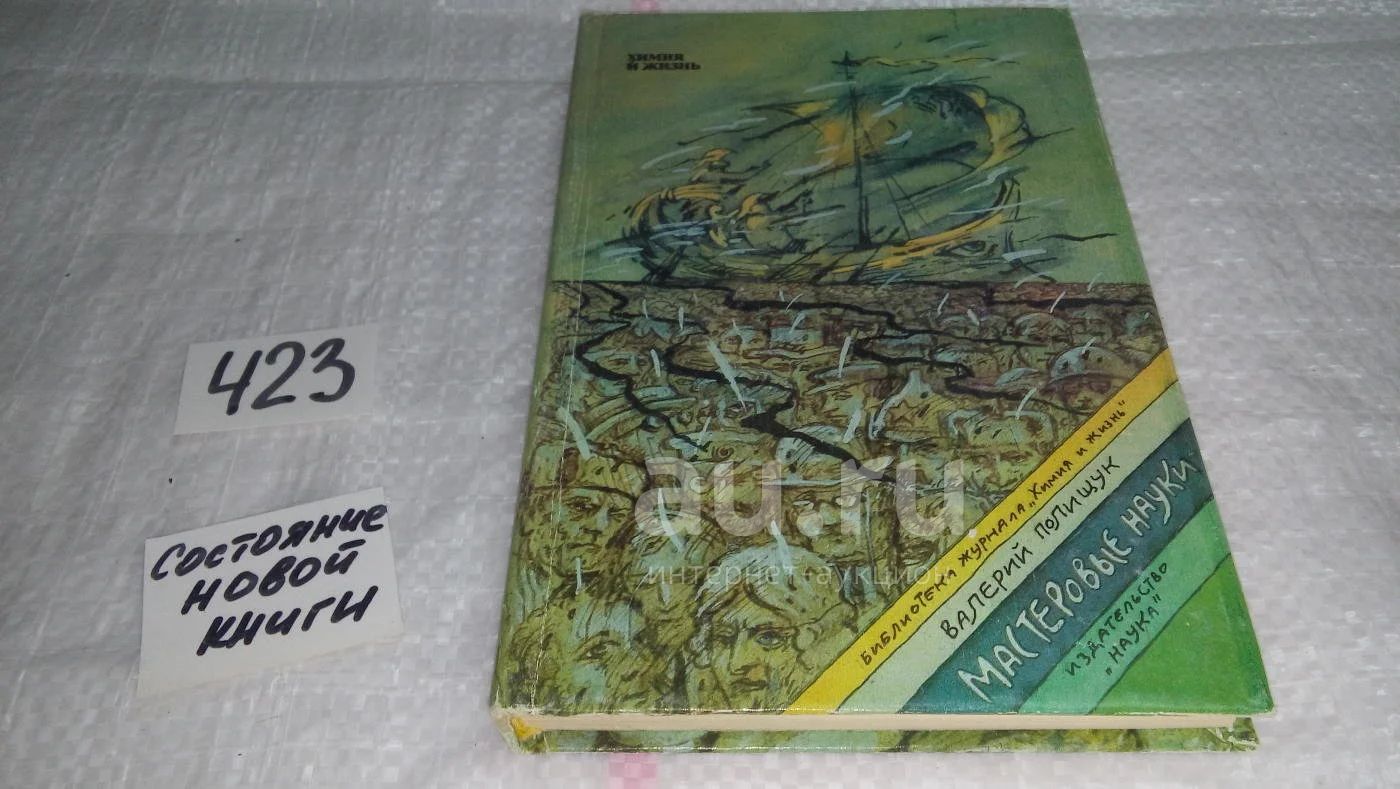 ХИМИЯ
И ЖИЗНЬ
423
СОСТОЯНИЕ
НОВОЙ
КНИГИ
au.ru
интернет-аукцион
БИБЛИОТЕКА ЖУРНАЛА „ХИМИЯ И ЖИЗНЬ"
ВАЛЕРИЙ ПОЛИЩУК
МАСТЕРОВЫЕ НАУКИ
ИЗДАТЕЛЬСТВО
„НАУКА"